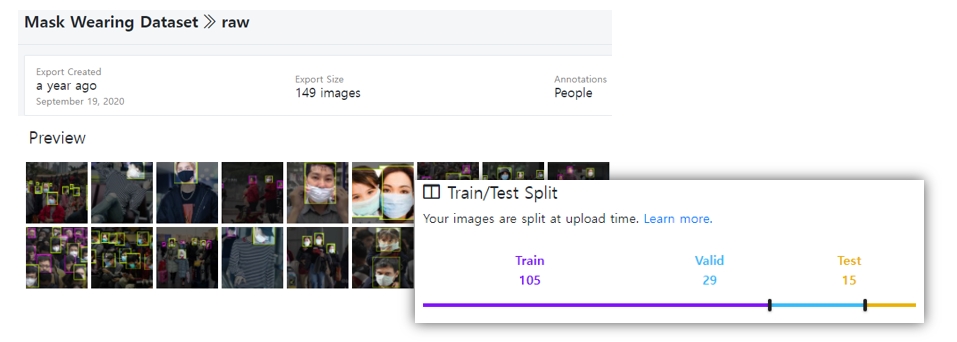 Mask Wearing Dataset >> raw
Export Created
a year ago
September 19, 2020
Export Size
149 images
Annotations
People
Preview
Train/Test Split
Your images are split at upload time. Learn more.
Train
105
Valid
29
Test
15